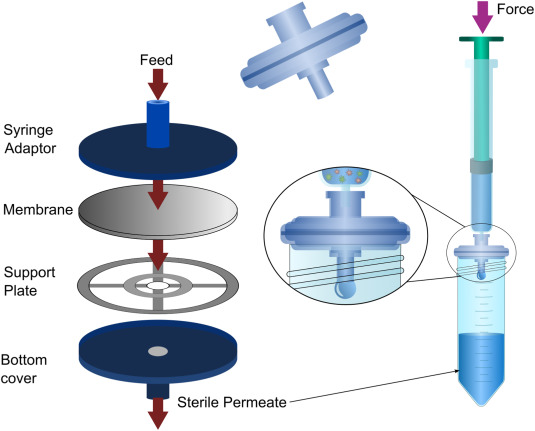 Force
Feed
Syringe
Adaptor
Membrane
Support
Plate
Bottom
cover
Sterile Permeate